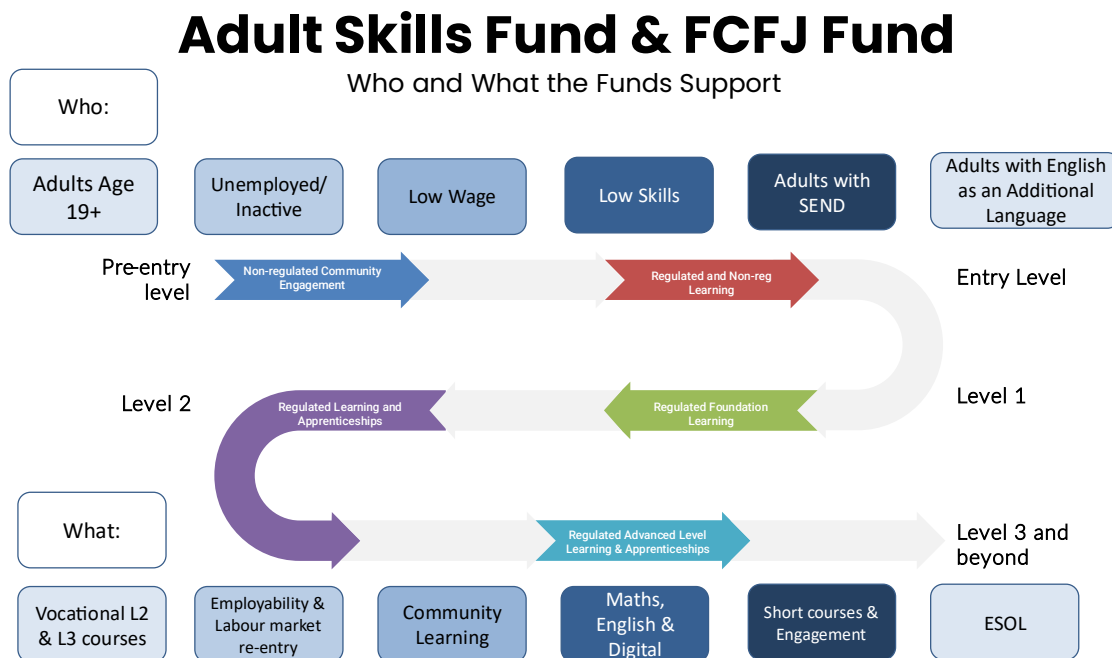 Adult Skills Fund & FCFJ Fund
Who and What the Funds Support
Who:
Adults Age
19+
Unemployed/
Inactive
Low Wage
Low Skills
Adults with
SEND
Adults with English
as an Additional
Language
Pre-entry
level
Non-regulated Community
Engagement
Regulated and Non-reg
Learning
Entry Level
Level 2
Regulated Learning and
Apprenticeships
Regulated Foundation
Learning
Level 1
What:
Regulated Advanced Level
Learning & Apprenticeships
Level 3 and
beyond
Vocational L2
& L3 courses
Employability &
Labour market
re-entry
Community
Learning
Maths,
English &
Digital
Short courses &
Engagement
ESOL